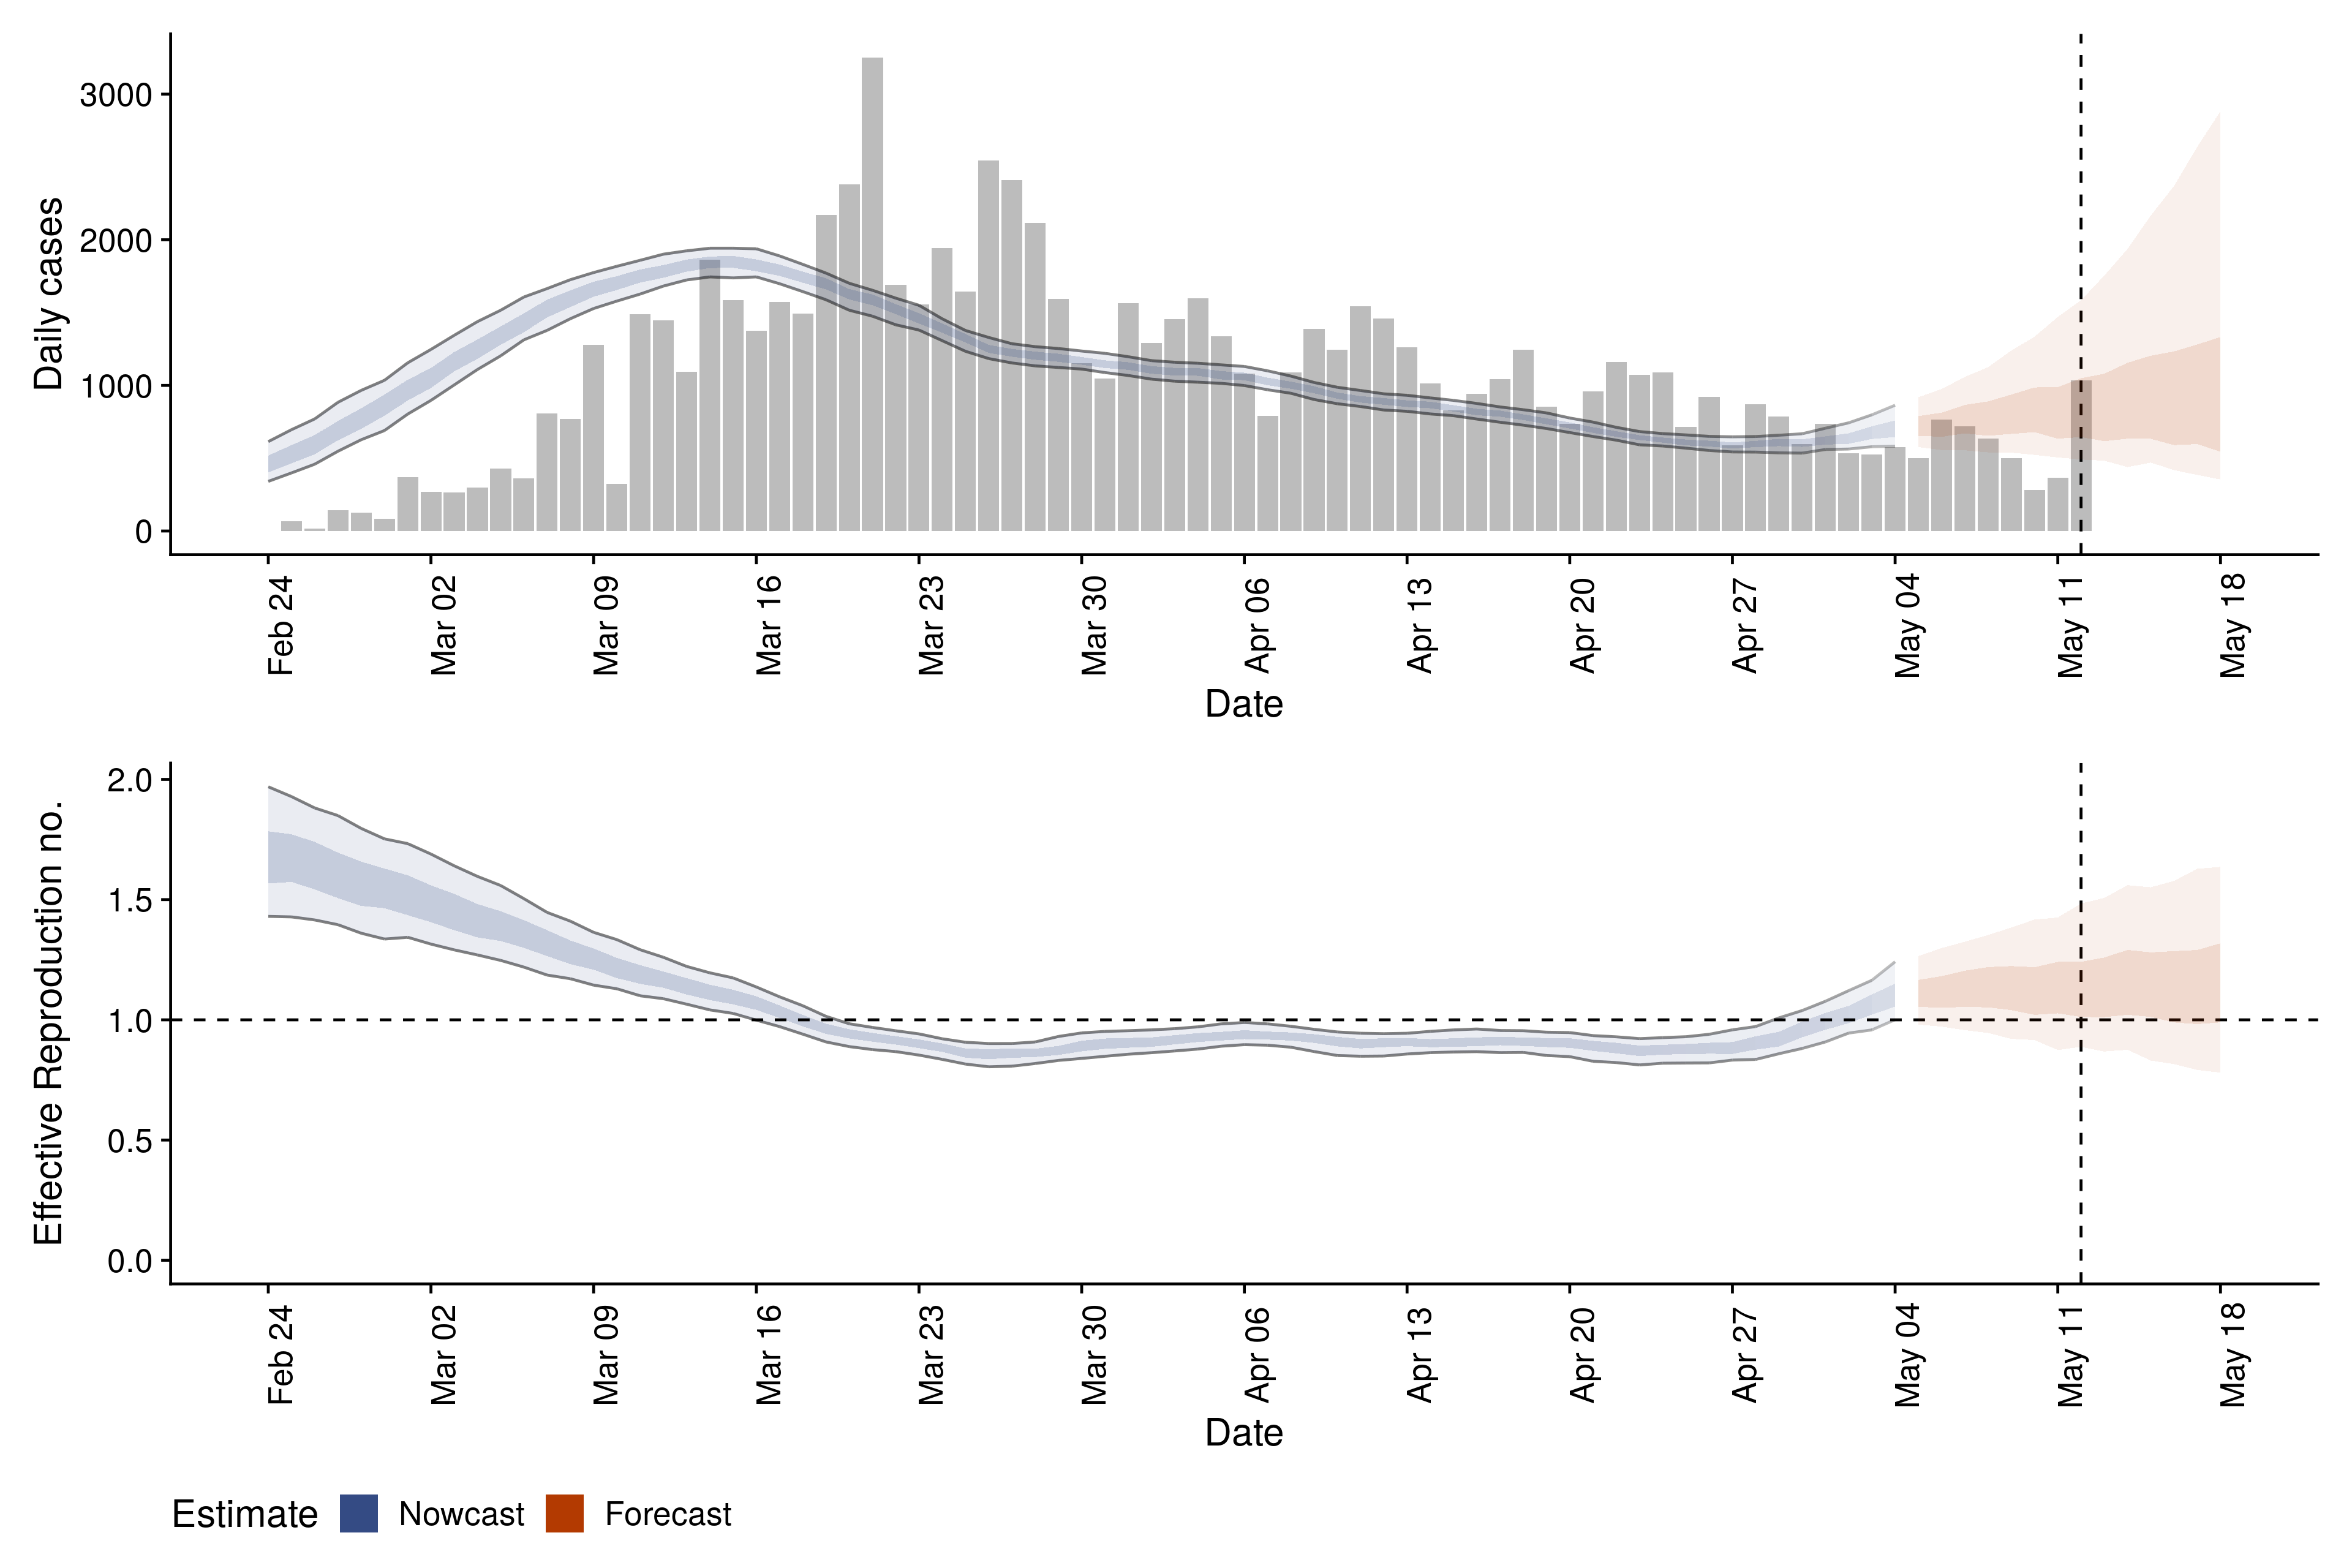 Daily cases
3000
2000
1000
0
Feb 24
Mar 02
Mar 09
Mar 16
Mar 23
Mar 30
Apr 06
Apr 13
Apr 20
Apr 27
May 04
May 11
May 18
Date
Effective Reproduction no.
2.0
1.5
1.0
0.5
0.0
Feb 24
Mar 02
Mar 09
Mar 16
Mar 23
Mar 30
Apr 06
Apr 13
Apr 20
Apr 27
May 04
May 11
May 18
Date
Estimate Nowcast Forecast